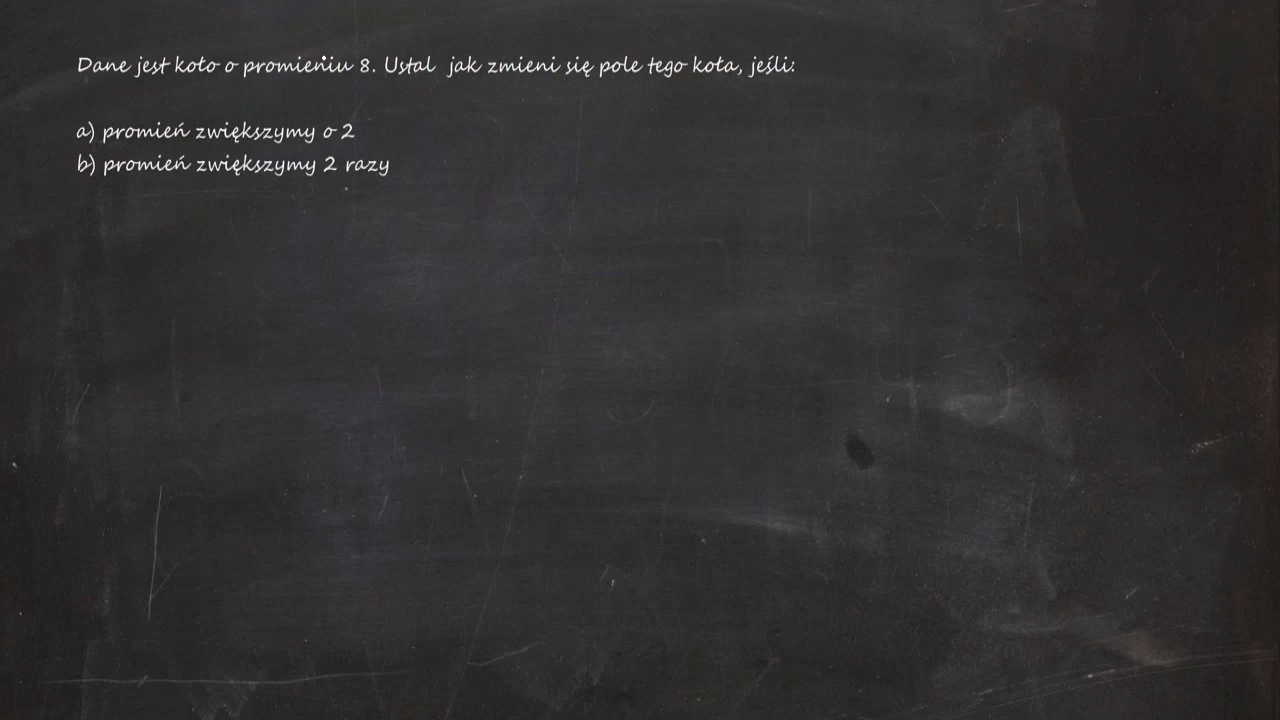 Dane jest koło o promieniu 8. Ustal jak zmieni się pole tego koła, jeśli:
a) promień zwiększymy o 2
b) promień zwiększymy 2 razy